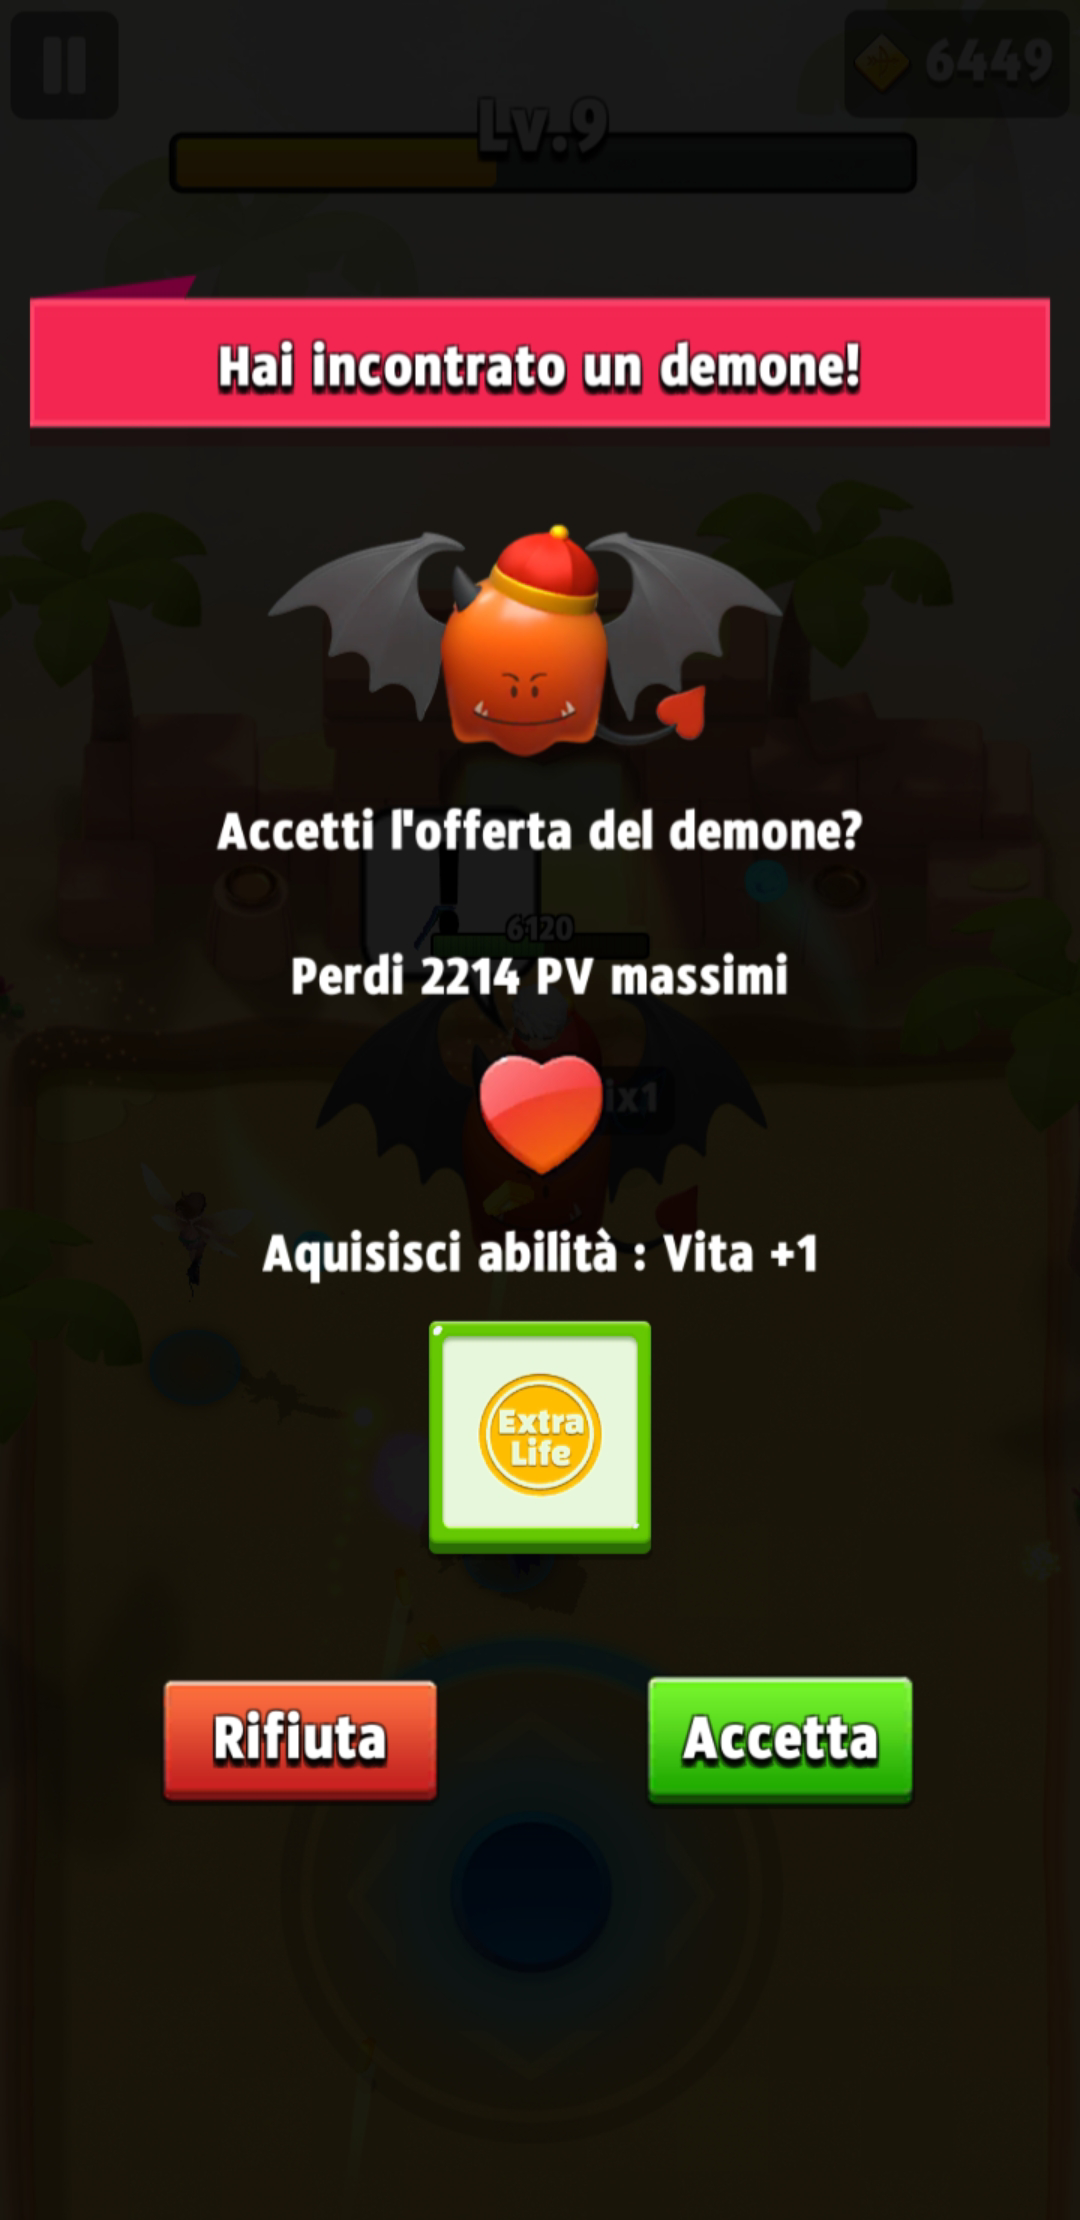 6449
Lv.9
Hai incontrato un demone!
Accetti l'offerta del demone?
6120
Perdi 2214 PV massimi
ix1
Aquisisci abilità : Vita +1
Extra
Life
Rifiuta
Accetta